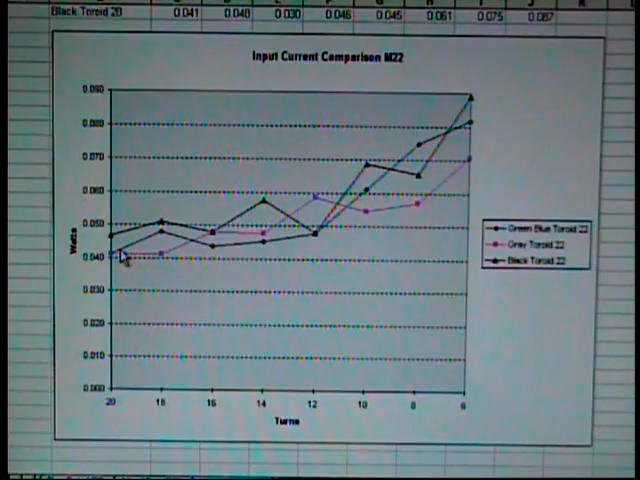 Black Toroid 20 0.041 0.040 0.030 0.046 0.045 0.061 0.075 0.087
Input Current Comparison M22
0.090
0.080
0.070
0.060
0.050
0.040
0.030
0.020
0.010
0.000
Watts
20 18 16 14 12 10 8 6
Turns
Green Blue Toroid 22
Grey Toroid 22
Black Toroid 22